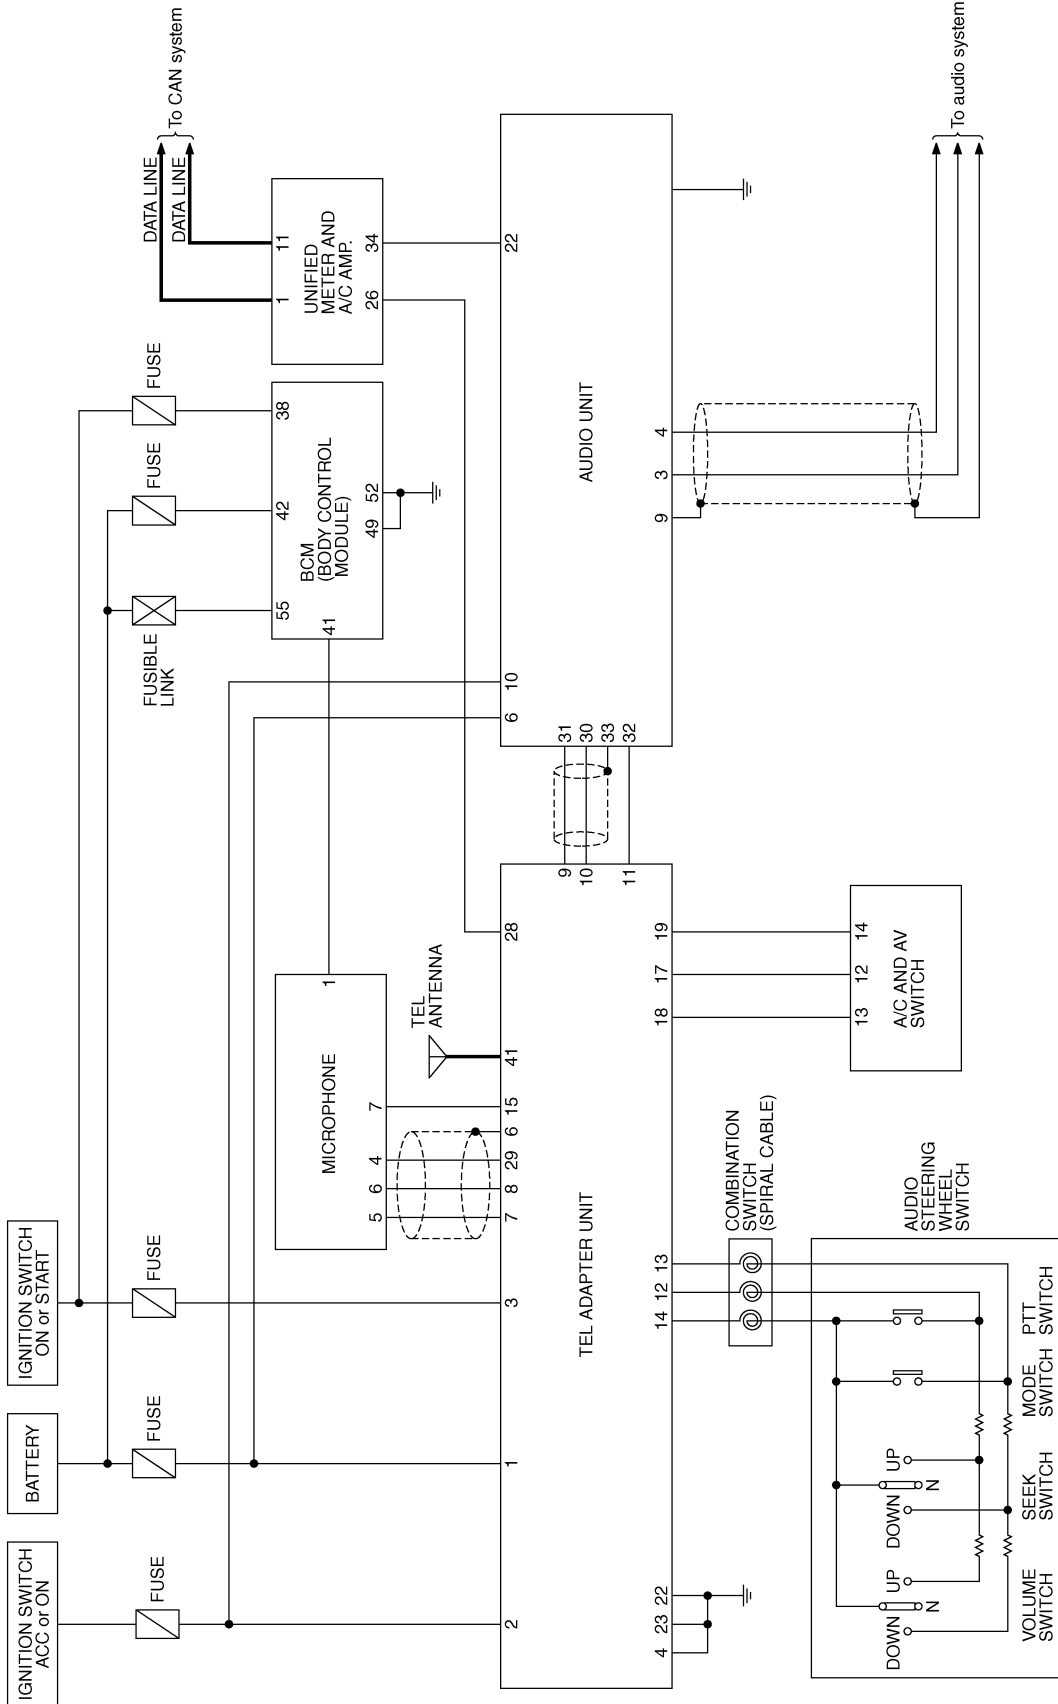 IGNITION SWITCH
ACC or ON
BATTERY
IGNITION SWITCH
ON or START
FUSE
FUSE
FUSE
FUSIBLE
LINK
FUSE
FUSE
DATA LINE
DATA LINE
To CAN system
MICROPHONE
1
5
6
4
7
BCM
(BODY CONTROL
MODULE)
41
55
42
38
49
52
UNIFIED
METER AND
A/C AMP.
1
11
26
34
TEL
ANTENNA
TEL ADAPTER UNIT
2
1
3
7
8
29
6
15
41
28
9
10
11
4
23
22
14
12
13
18
17
19
AUDIO UNIT
31
30
33
32
6
10
22
9
3
4
COMBINATION
SWITCH
(SPIRAL CABLE)
A/C AND AV
SWITCH
13
12
14
AUDIO
STEERING
WHEEL
SWITCH
DOWN
UP
N
DOWN
UP
N
VOLUME
SWITCH
SEEK
SWITCH
MODE
SWITCH
PTT
SWITCH
To audio system